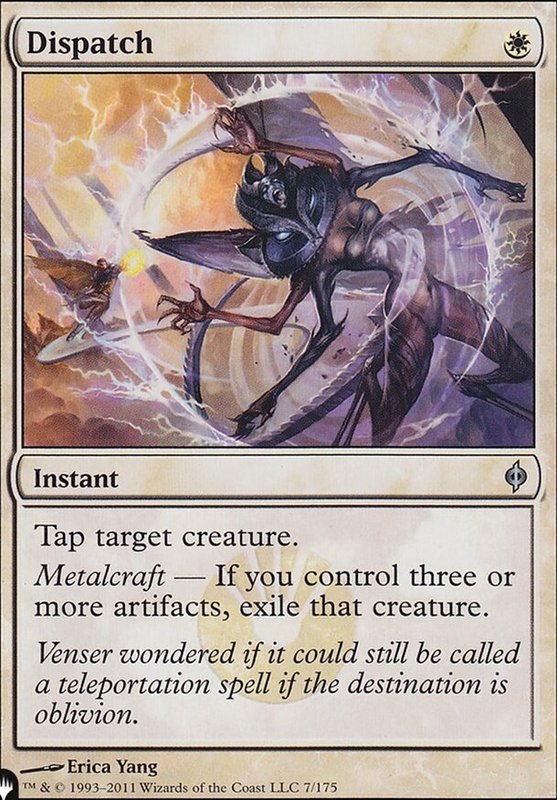 Dispatch
Instant
Tap target creature.
Metalcraft — If you control three or
more artifacts, exile that creature.
Venser wondered if it could still be called
a teleportation spell if the destination is
oblivion.
Erica Yang
™ & © 1993–2011 Wizards of the Coast LLC 7/175